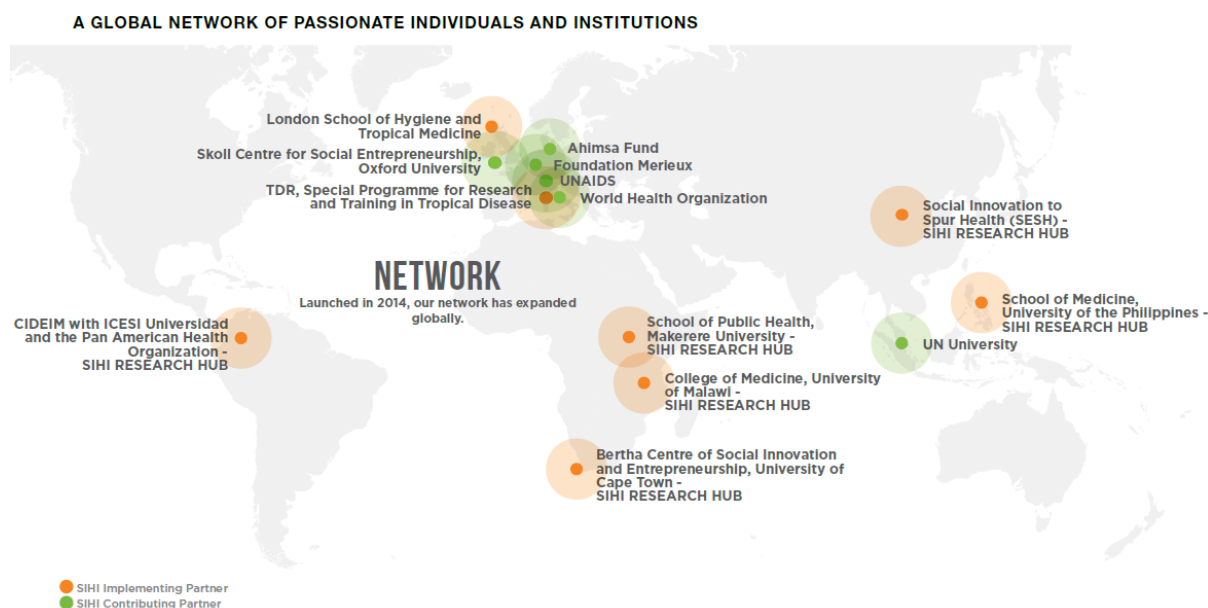 A GLOBAL NETWORK OF PASSIONATE INDIVIDUALS AND INSTITUTIONS
London School of Hygiene and
Tropical Medicine
Skoll Centre for Social Entrepreneurship,
Oxford University
TDR, Special Programme for Research
and Training in Tropical Disease
Ahimsa Fund
Foundation Merieux
UNAIDS
World Health Organization
Social Innovation to
Spur Health (SESH) -
SIHI RESEARCH HUB
NETWORK
Launched in 2014, our network has expanded
globally.
School of Medicine,
University of the Philippines -
SIHI RESEARCH HUB
CIDEIM with ICESI Universidad
and the Pan American Health
Organization -
SIHI RESEARCH HUB
School of Public Health,
Makerere University -
SIHI RESEARCH HUB
UN University
College of Medicine, University
of Malawi -
SIHI RESEARCH HUB
Bertha Centre of Social Innovation
and Entrepreneurship, University of
Cape Town -
SIHI RESEARCH HUB
SIHI Implementing Partner
SIHI Contributing Partner